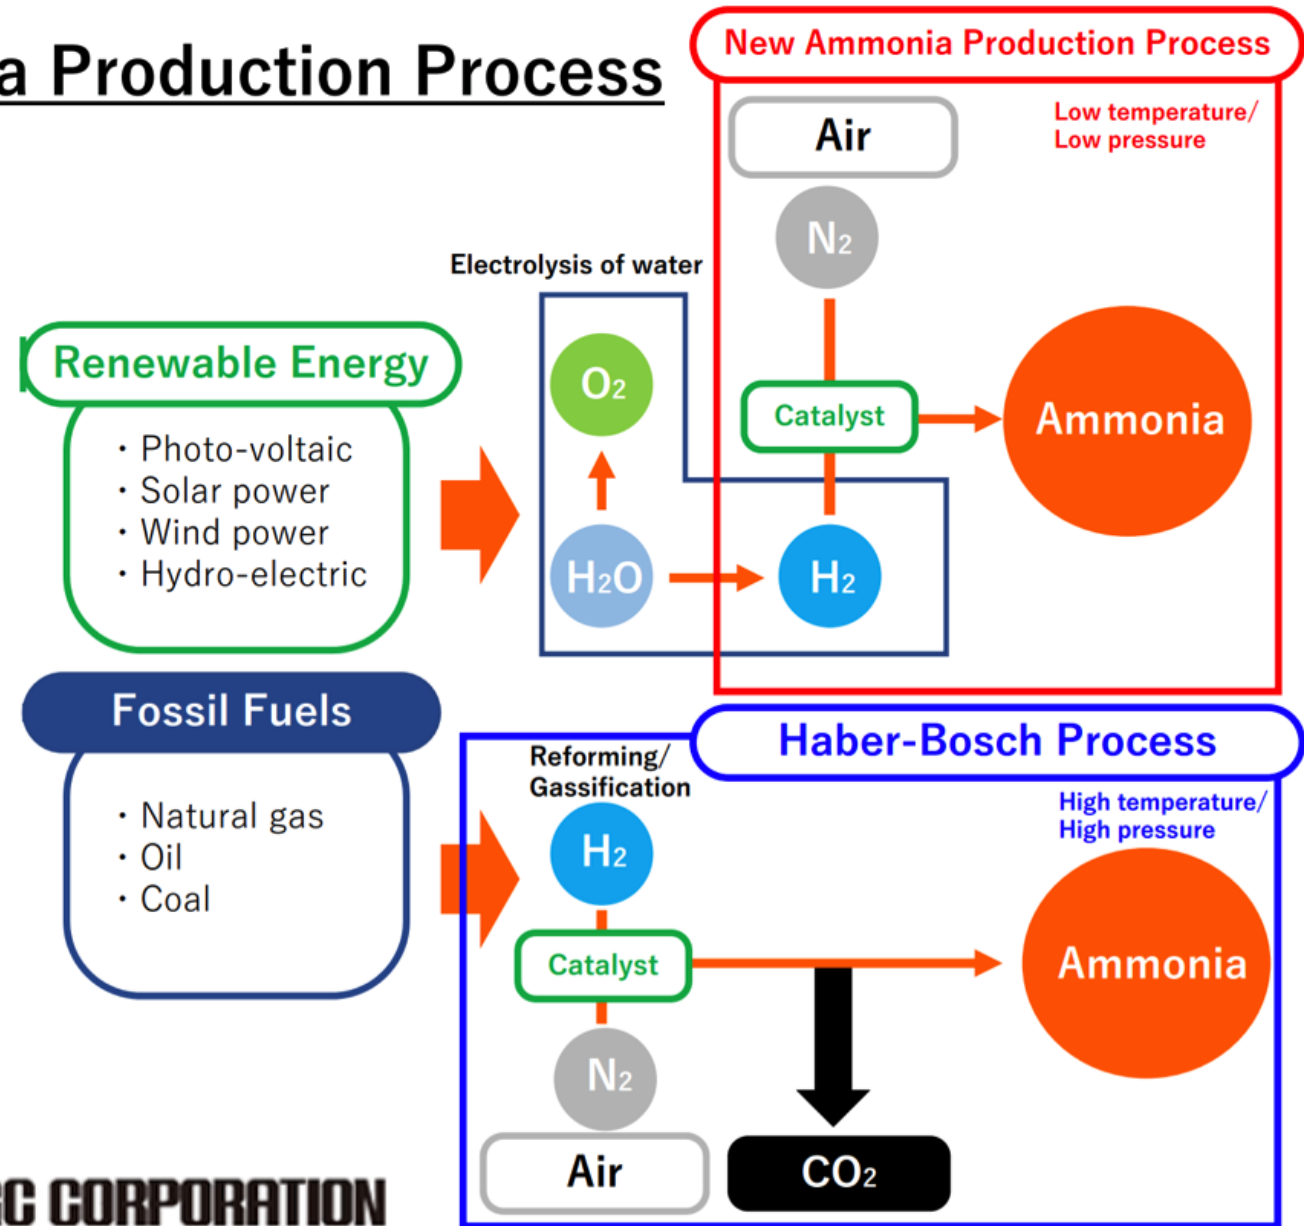 a Production Process
New Ammonia Production Process
Low temperature/
Low pressure
Air
N2
Electrolysis of water
O2
Catalyst
Ammonia
H2O
H2
Renewable Energy
・Photo-voltaic
・Solar power
・Wind power
・Hydro-electric
Fossil Fuels
・Natural gas
・Oil
・Coal
Haber-Bosch Process
High temperature/
High pressure
Reforming/
Gassification
H2
Catalyst
Ammonia
N2
Air
CO2
GC CORPORATION